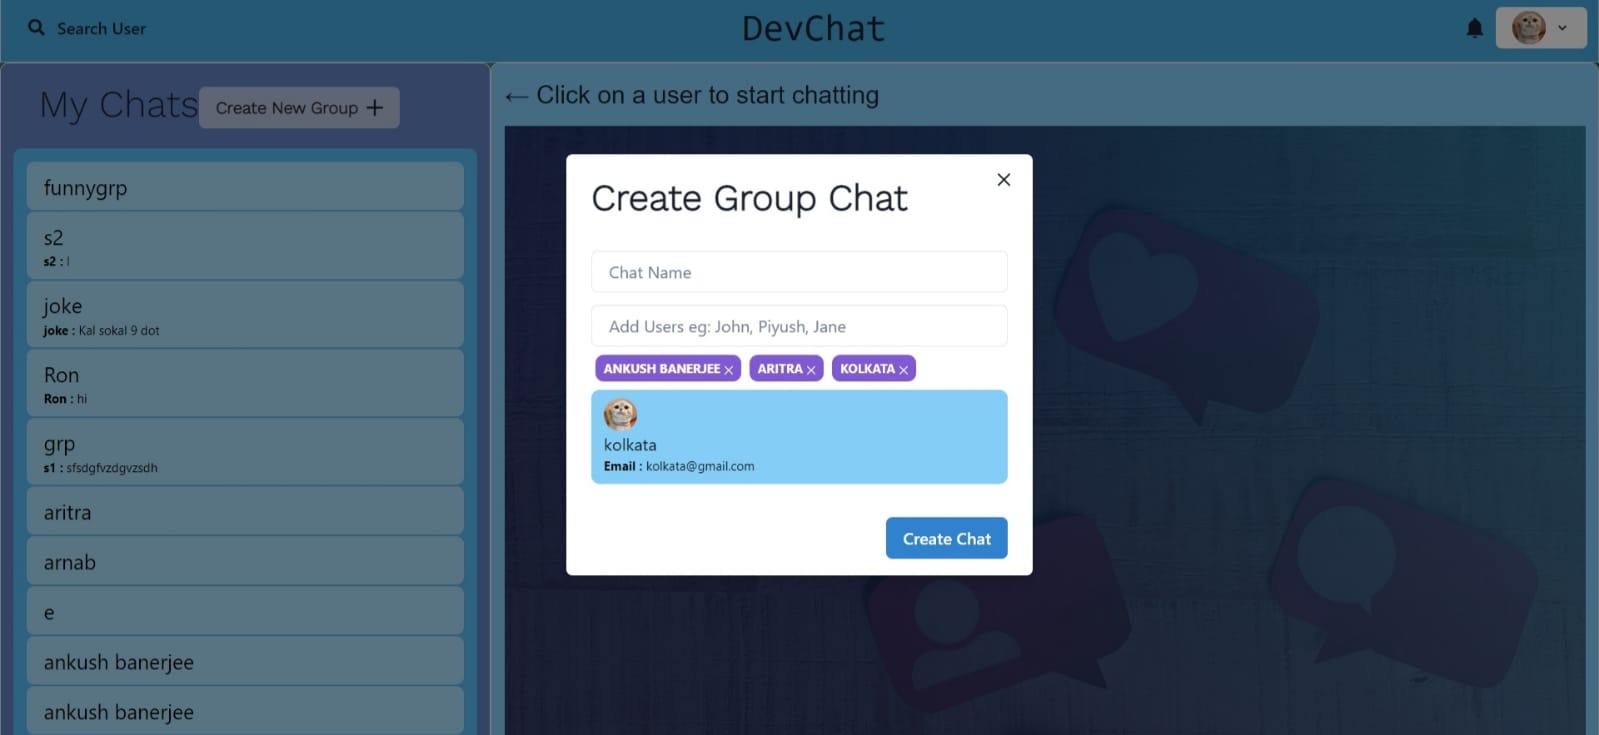 Search User
DevChat
My Chats
Create New Group +
← Click on a user to start chatting
funnygrp
s2
s2 : l
joke
joke : Kal sokal 9 dot
Ron
Ron : hi
grp
s1 : sfsdgfvzdgvzsdh
aritra
arnab
e
ankush banerjee
ankush banerjee
Create Group Chat
Chat Name
Add Users eg: John, Piyush, Jane
ANKUSH BANERJEE × ARITRA × KOLKATA ×
kolkata
Email : kolkata@gmail.com
Create Chat